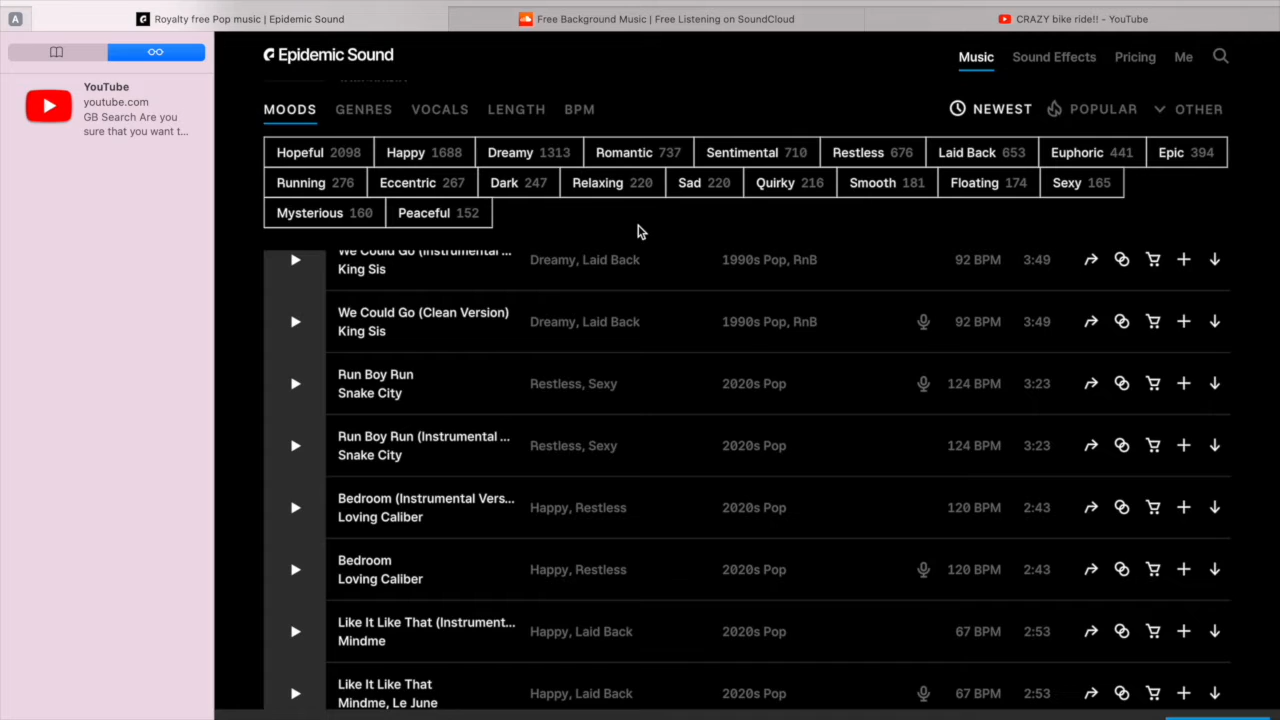 A
Royalty free Pop music | Epidemic Sound
Free Background Music | Free Listening on SoundCloud
CRAZY bike ride!! - YouTube
YouTube
youtube.com
GB Search Are you
sure that you want t...
Epidemic Sound
Music Sound Effects Pricing Me
MOODS GENRES VOCALS LENGTH BPM NEWEST POPULAR OTHER
Hopeful 2098 Happy 1688 Dreamy 1313 Romantic 737 Sentimental 710 Restless 676 Laid Back 653 Euphoric 441 Epic 394
Running 276 Eccentric 267 Dark 247 Relaxing 220 Sad 220 Quirky 216 Smooth 181 Floating 174 Sexy 165
Mysterious 160 Peaceful 152
We Could Go (Instrumental ...
King Sis
Dreamy, Laid Back 1990s Pop, RnB 92 BPM 3:49
We Could Go (Clean Version)
King Sis
Dreamy, Laid Back 1990s Pop, RnB 92 BPM 3:49
Run Boy Run
Snake City
Restless, Sexy 2020s Pop 124 BPM 3:23
Run Boy Run (Instrumental ...
Snake City
Restless, Sexy 2020s Pop 124 BPM 3:23
Bedroom (Instrumental Vers...
Loving Caliber
Happy, Restless 2020s Pop 120 BPM 2:43
Bedroom
Loving Caliber
Happy, Restless 2020s Pop 120 BPM 2:43
Like It Like That (Instrument...
Mindme
Happy, Laid Back 2020s Pop 67 BPM 2:53
Like It Like That
Mindme, Le June
Happy, Laid Back 2020s Pop 67 BPM 2:53